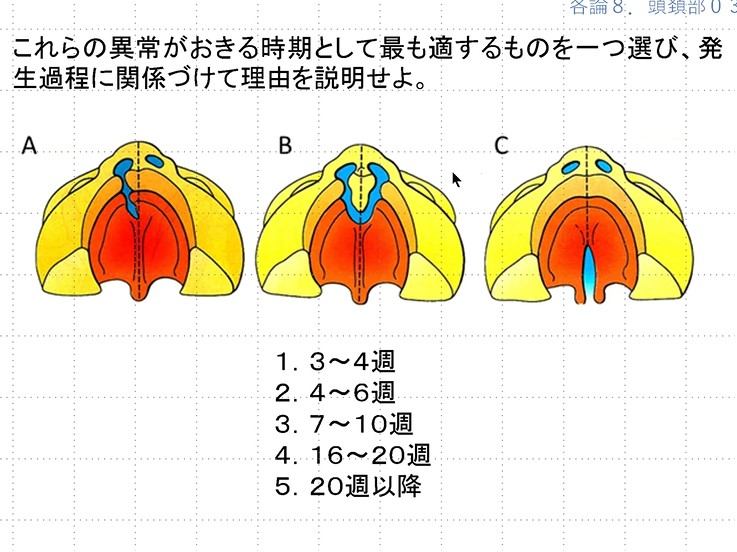 各論８．頭頚部０３
これらの異常がおきる時期として最も適するものを一つ選び、発
生過程に関係づけて理由を説明せよ。
A
B
C
１．３～４週
２．４～６週
３．７～１０週
４．１６～２０週
５．２０週以降